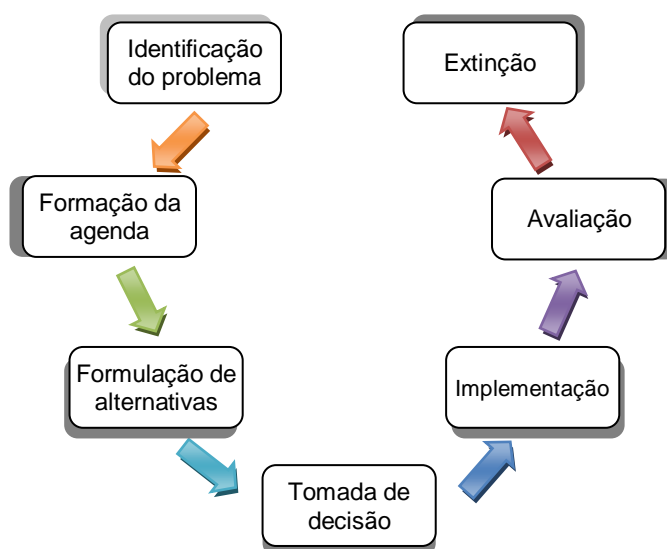 Identificação
do problema
Formação da
agenda
Formulação de
alternativas
Tomada de
decisão
Implementação
Avaliação
Extinção